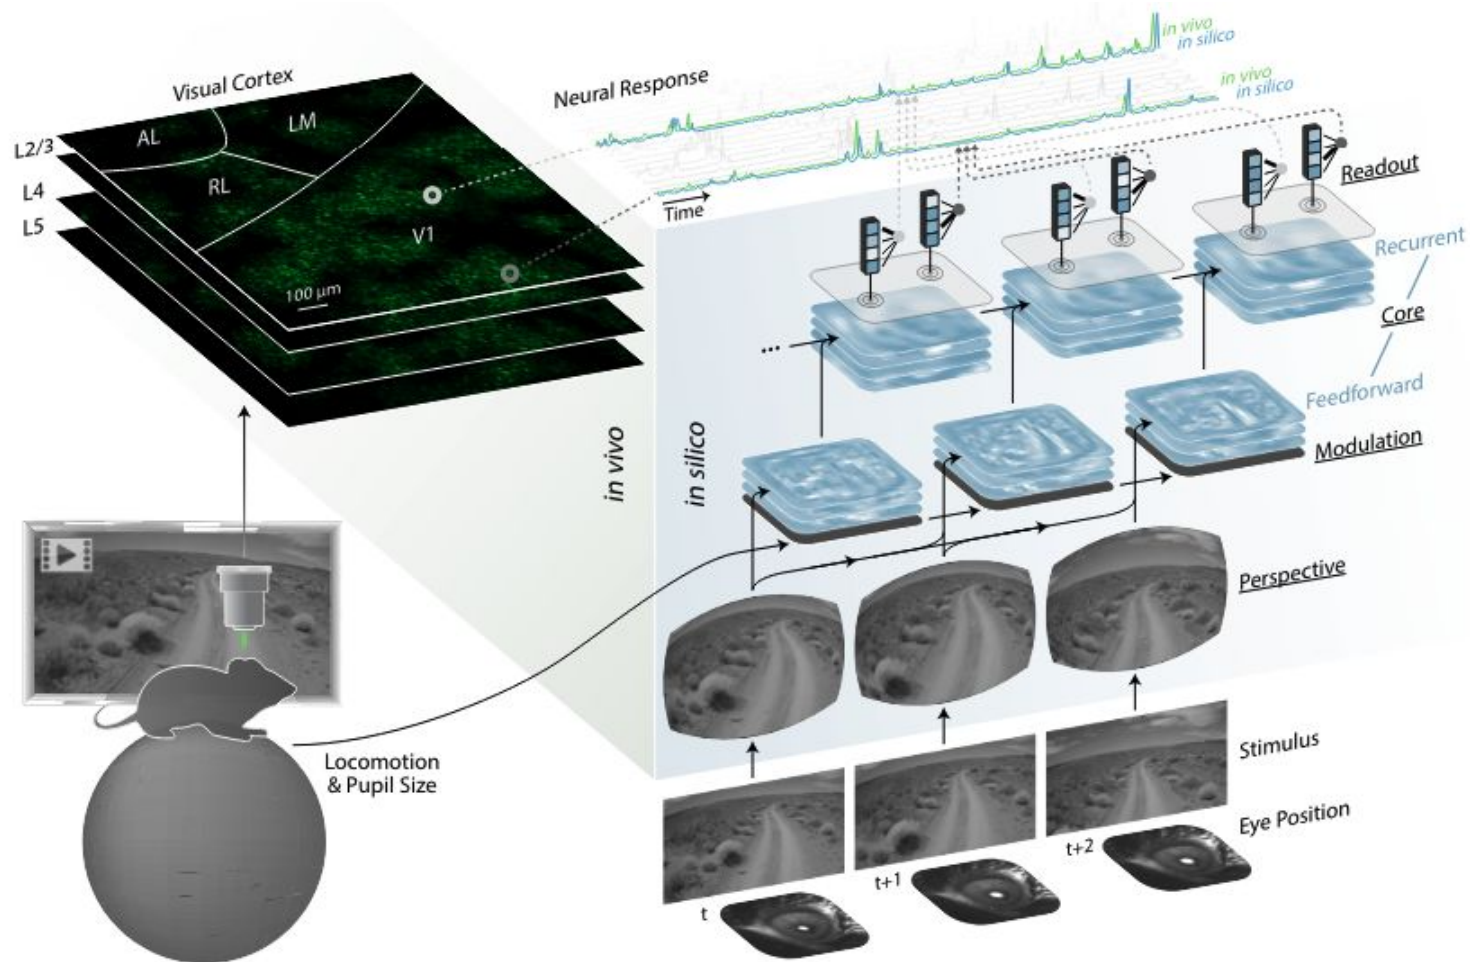 Visual Cortex
AL
LM
RL
V1
L2/3
L4
L5
100 µm
Neural Response
in vivo
in silico
in vivo
in silico
Time
Readout
Recurrent
Core
Feedforward
...
in vivo
in silico
Modulation
Perspective
Locomotion
& Pupil Size
Stimulus
Eye Position
t
t+1
t+2